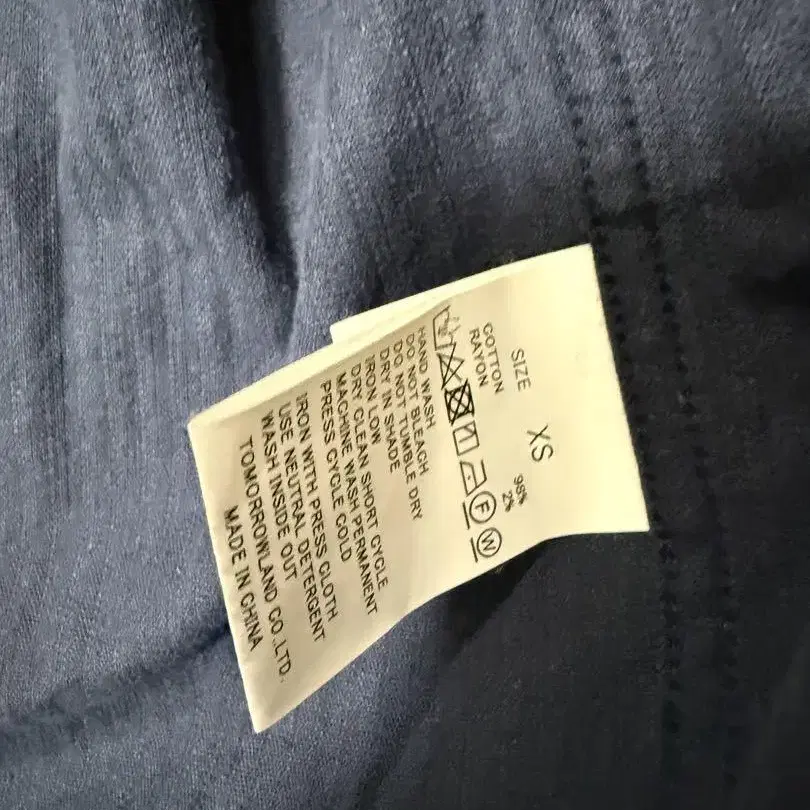 SIZE XS
COTTON 98%
RAYON 2%
F W
HAND WASH
DO NOT BLEACH
DO NOT TUMBLE DRY
DRY IN SHADE
IRON LOW
DRY CLEAN SHORT CYCLE
MACHINE WASH PERMANENT
PRESS CYCLE COLD
IRON WITH PRESS CLOTH
USE NEUTRAL DETERGENT
WASH INSIDE OUT
TOMORROWLAND CO.,LTD.
MADE IN CHINA